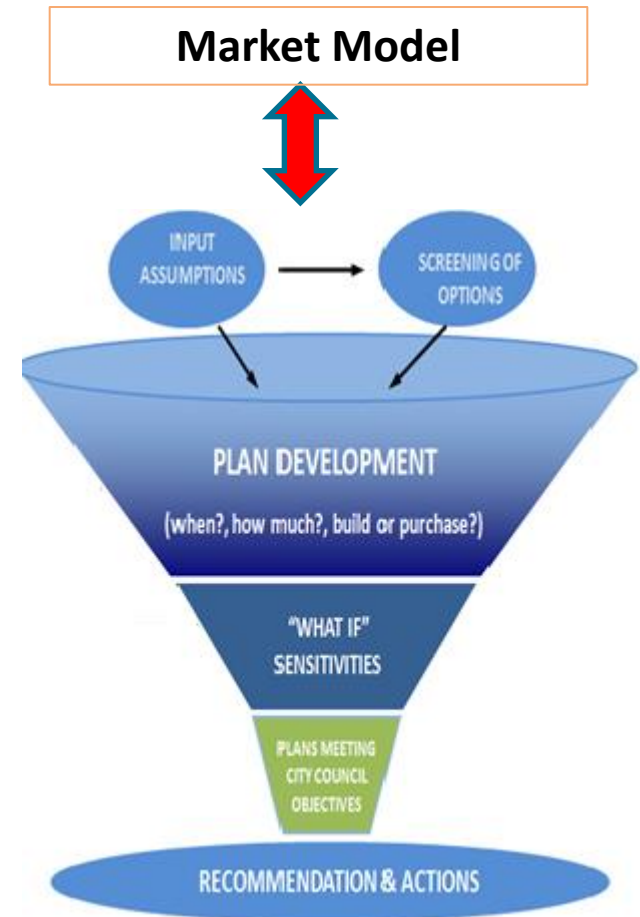 Market Model
INPUT
ASSUMPTIONS
SCREENING OF
OPTIONS
PLAN DEVELOPMENT
(when?, how much?, build or purchase?)
“WHAT IF”
SENSITIVITIES
PLANS MEETING
CITY COUNCIL
OBJECTIVES
RECOMMENDATION & ACTIONS